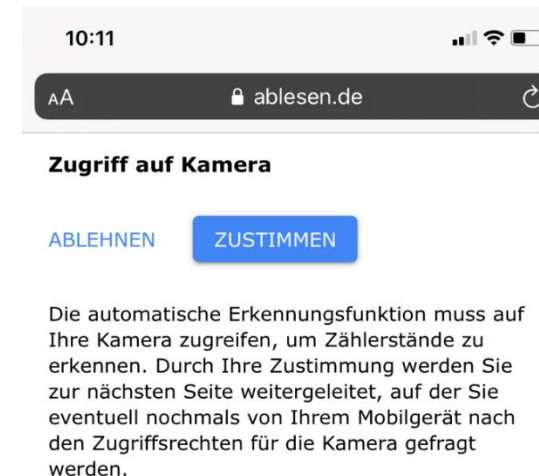 10:11
AA ablesen.de
Zugriff auf Kamera
ABLEHNEN ZUSTIMMEN
Die automatische Erkennungsfunktion muss auf
Ihre Kamera zugreifen, um Zählerstände zu
erkennen. Durch Ihre Zustimmung werden Sie
zur nächsten Seite weitergeleitet, auf der Sie
eventuell nochmals von Ihrem Mobilgerät nach
den Zugriffsrechten für die Kamera gefragt
werden.